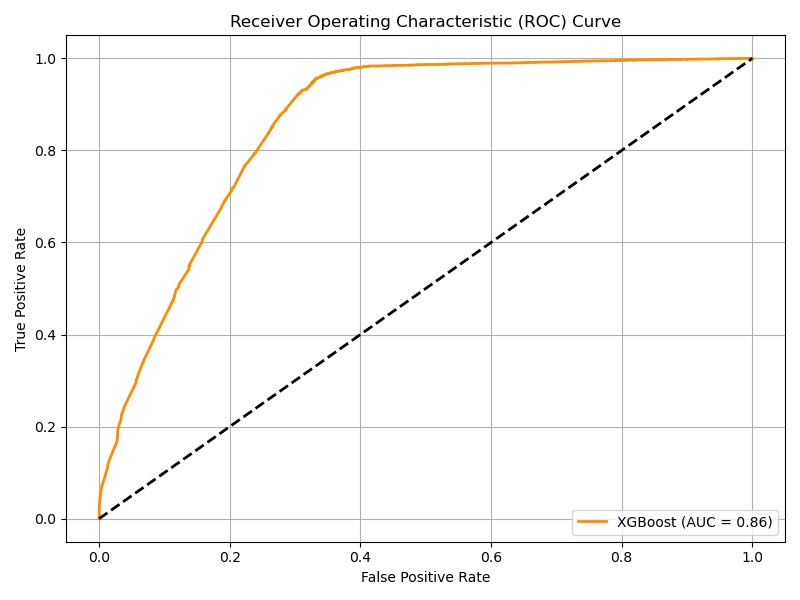 Receiver Operating Characteristic (ROC) Curve
True Positive Rate
1.0
0.8
0.6
0.4
0.2
0.0
XGBoost (AUC = 0.86)
0.0 0.2 0.4 0.6 0.8 1.0
False Positive Rate